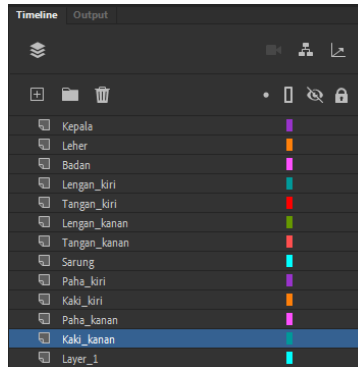 Timeline Output
Kepala
Leher
Badan
Lengan_kiri
Tangan_kiri
Lengan_kanan
Tangan_kanan
Sarung
Paha_kiri
Kaki_kiri
Paha_kanan
Kaki_kanan
Layer_1